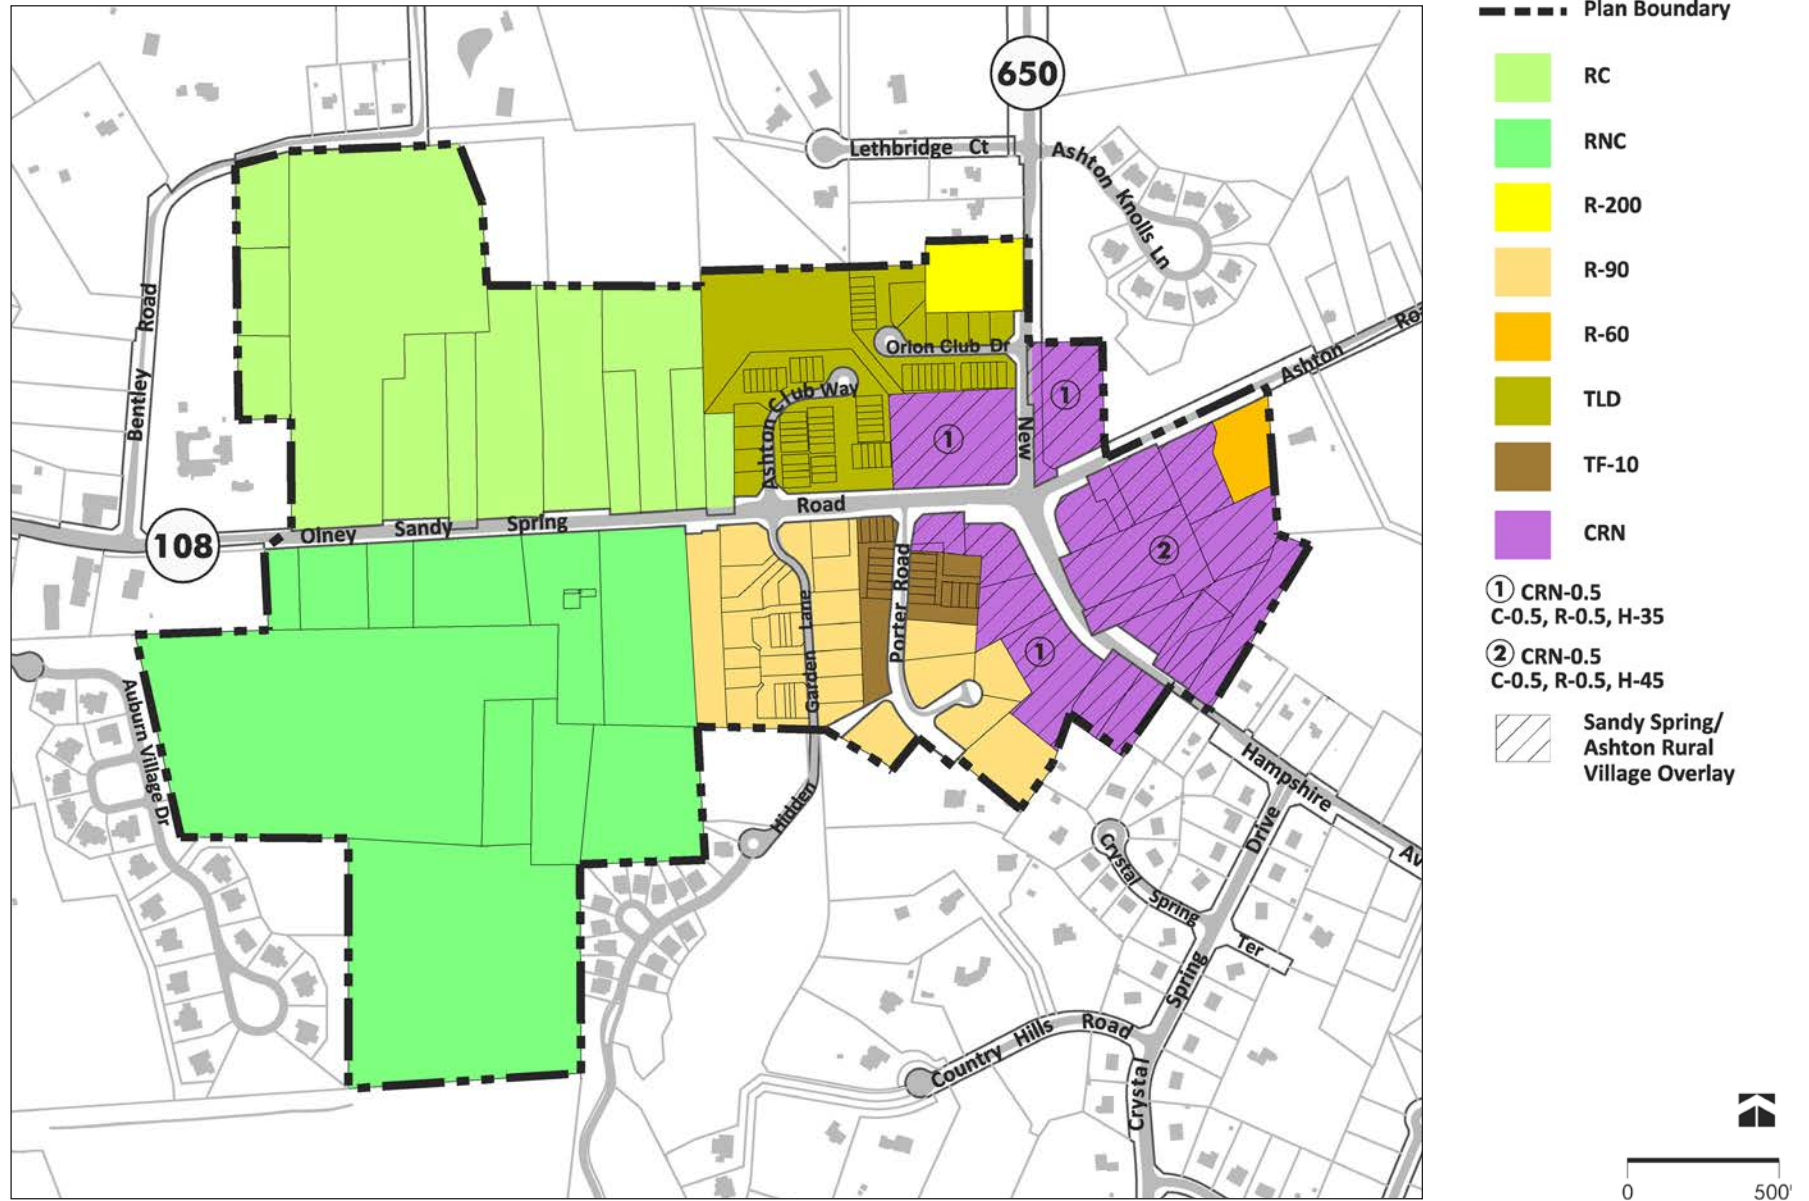 650
Lethbridge Ct
Ashton Knolls Ln
Bentley Road
Orion Club Dr
Ashton Club Way
1
1
New
Ashton
Olney Sandy Spring Road
108
2
Porter Road
Garden Lane
1
Auburn Village Dr
Hidden
Hampshire
Drive
Crystal Spring
Ter
Spring
Country Hills Road
Crystal
Plan Boundary
RC
RNC
R-200
R-90
R-60
TLD
TF-10
CRN
1 CRN-0.5
C-0.5, R-0.5, H-35
2 CRN-0.5
C-0.5, R-0.5, H-45
Sandy Spring/
Ashton Rural
Village Overlay
0 500'